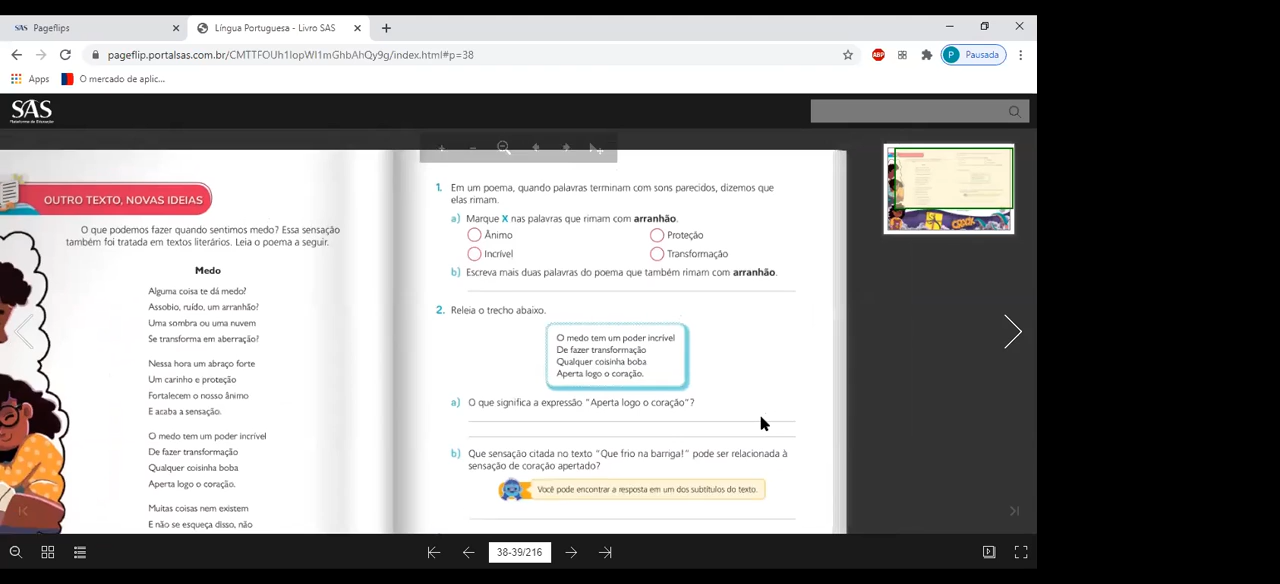 SAS Pageflips
Língua Portuguesa - Livro SAS
pageflip.portalsas.com.br/CMTTFOUh1lopWI1mGhbAhQy9g/index.html#p=38
ABP
P Pausada
Apps
O mercado de aplic...
SAS
Plataforma de Educação
OUTRO TEXTO, NOVAS IDEIAS
O que podemos fazer quando sentimos medo? Essa sensação
também foi tratada em textos literários. Leia o poema a seguir.
Medo
Alguma coisa te dá medo?
Assobio, ruído, um arranhão?
Uma sombra ou uma nuvem
Se transforma em aberração?
Nessa hora um abraço forte
Um carinho e proteção
Fortalecem o nosso ânimo
E acaba a sensação.
O medo tem um poder incrível
De fazer transformação
Qualquer coisinha boba
Aperta logo o coração.
Muitas coisas nem existem
E não se esqueça disso, não
1. Em um poema, quando palavras terminam com sons parecidos, dizemos que
elas rimam.
a) Marque X nas palavras que rimam com arranhão.
Ânimo
Proteção
Incrível
Transformação
b) Escreva mais duas palavras do poema que também rimam com arranhão.
2. Releia o trecho abaixo.
O medo tem um poder incrível
De fazer transformação
Qualquer coisinha boba
Aperta logo o coração.
a) O que significa a expressão "Aperta logo o coração"?
b) Que sensação citada no texto "Que frio na barriga!" pode ser relacionada à
sensação de coração apertado?
Você pode encontrar a resposta em um dos subtítulos do texto.
38-39/216